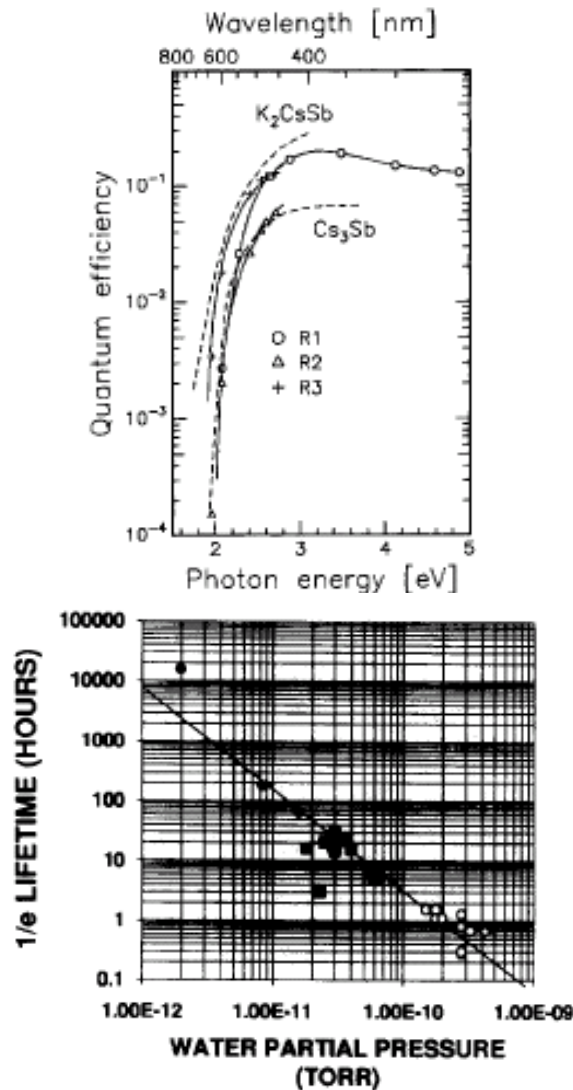 Wavelength [nm]
800 600 400
K₂CsSb
10⁻¹
Cs₃Sb
Quantum efficiency
10⁻²
○ R1
△ R2
+ R3
10⁻³
10⁻⁴
2 3 4 5
Photon energy [eV]
100000
10000
1000
100
10
1
0.1
1/e LIFETIME (HOURS)
1.00E-12 1.00E-11 1.00E-10 1.00E-09
WATER PARTIAL PRESSURE
(TORR)